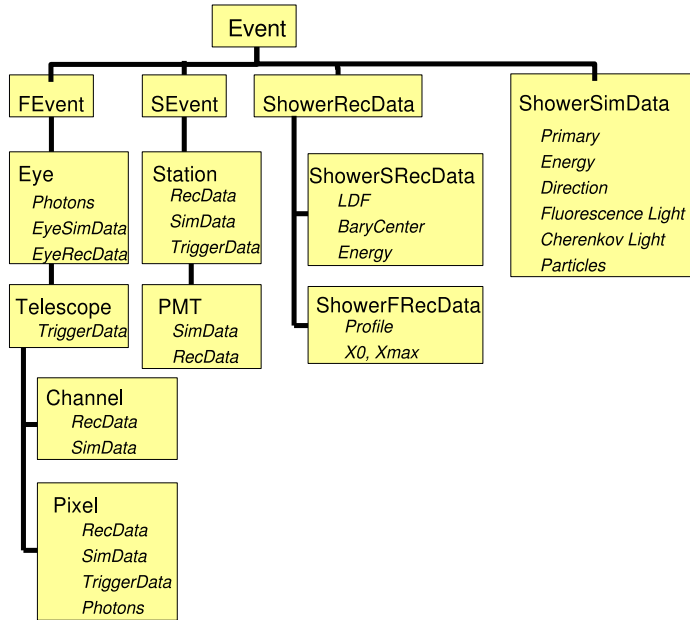 Event
FEvent
SEvent
ShowerRecData
ShowerSimData
Primary
Energy
Direction
Fluorescence Light
Cherenkov Light
Particles
Eye
Photons
EyeSimData
EyeRecData
Station
RecData
SimData
TriggerData
ShowerSRecData
LDF
BaryCenter
Energy
Telescope
TriggerData
PMT
SimData
RecData
ShowerFRecData
Profile
X0, Xmax
Channel
RecData
SimData
Pixel
RecData
SimData
TriggerData
Photons